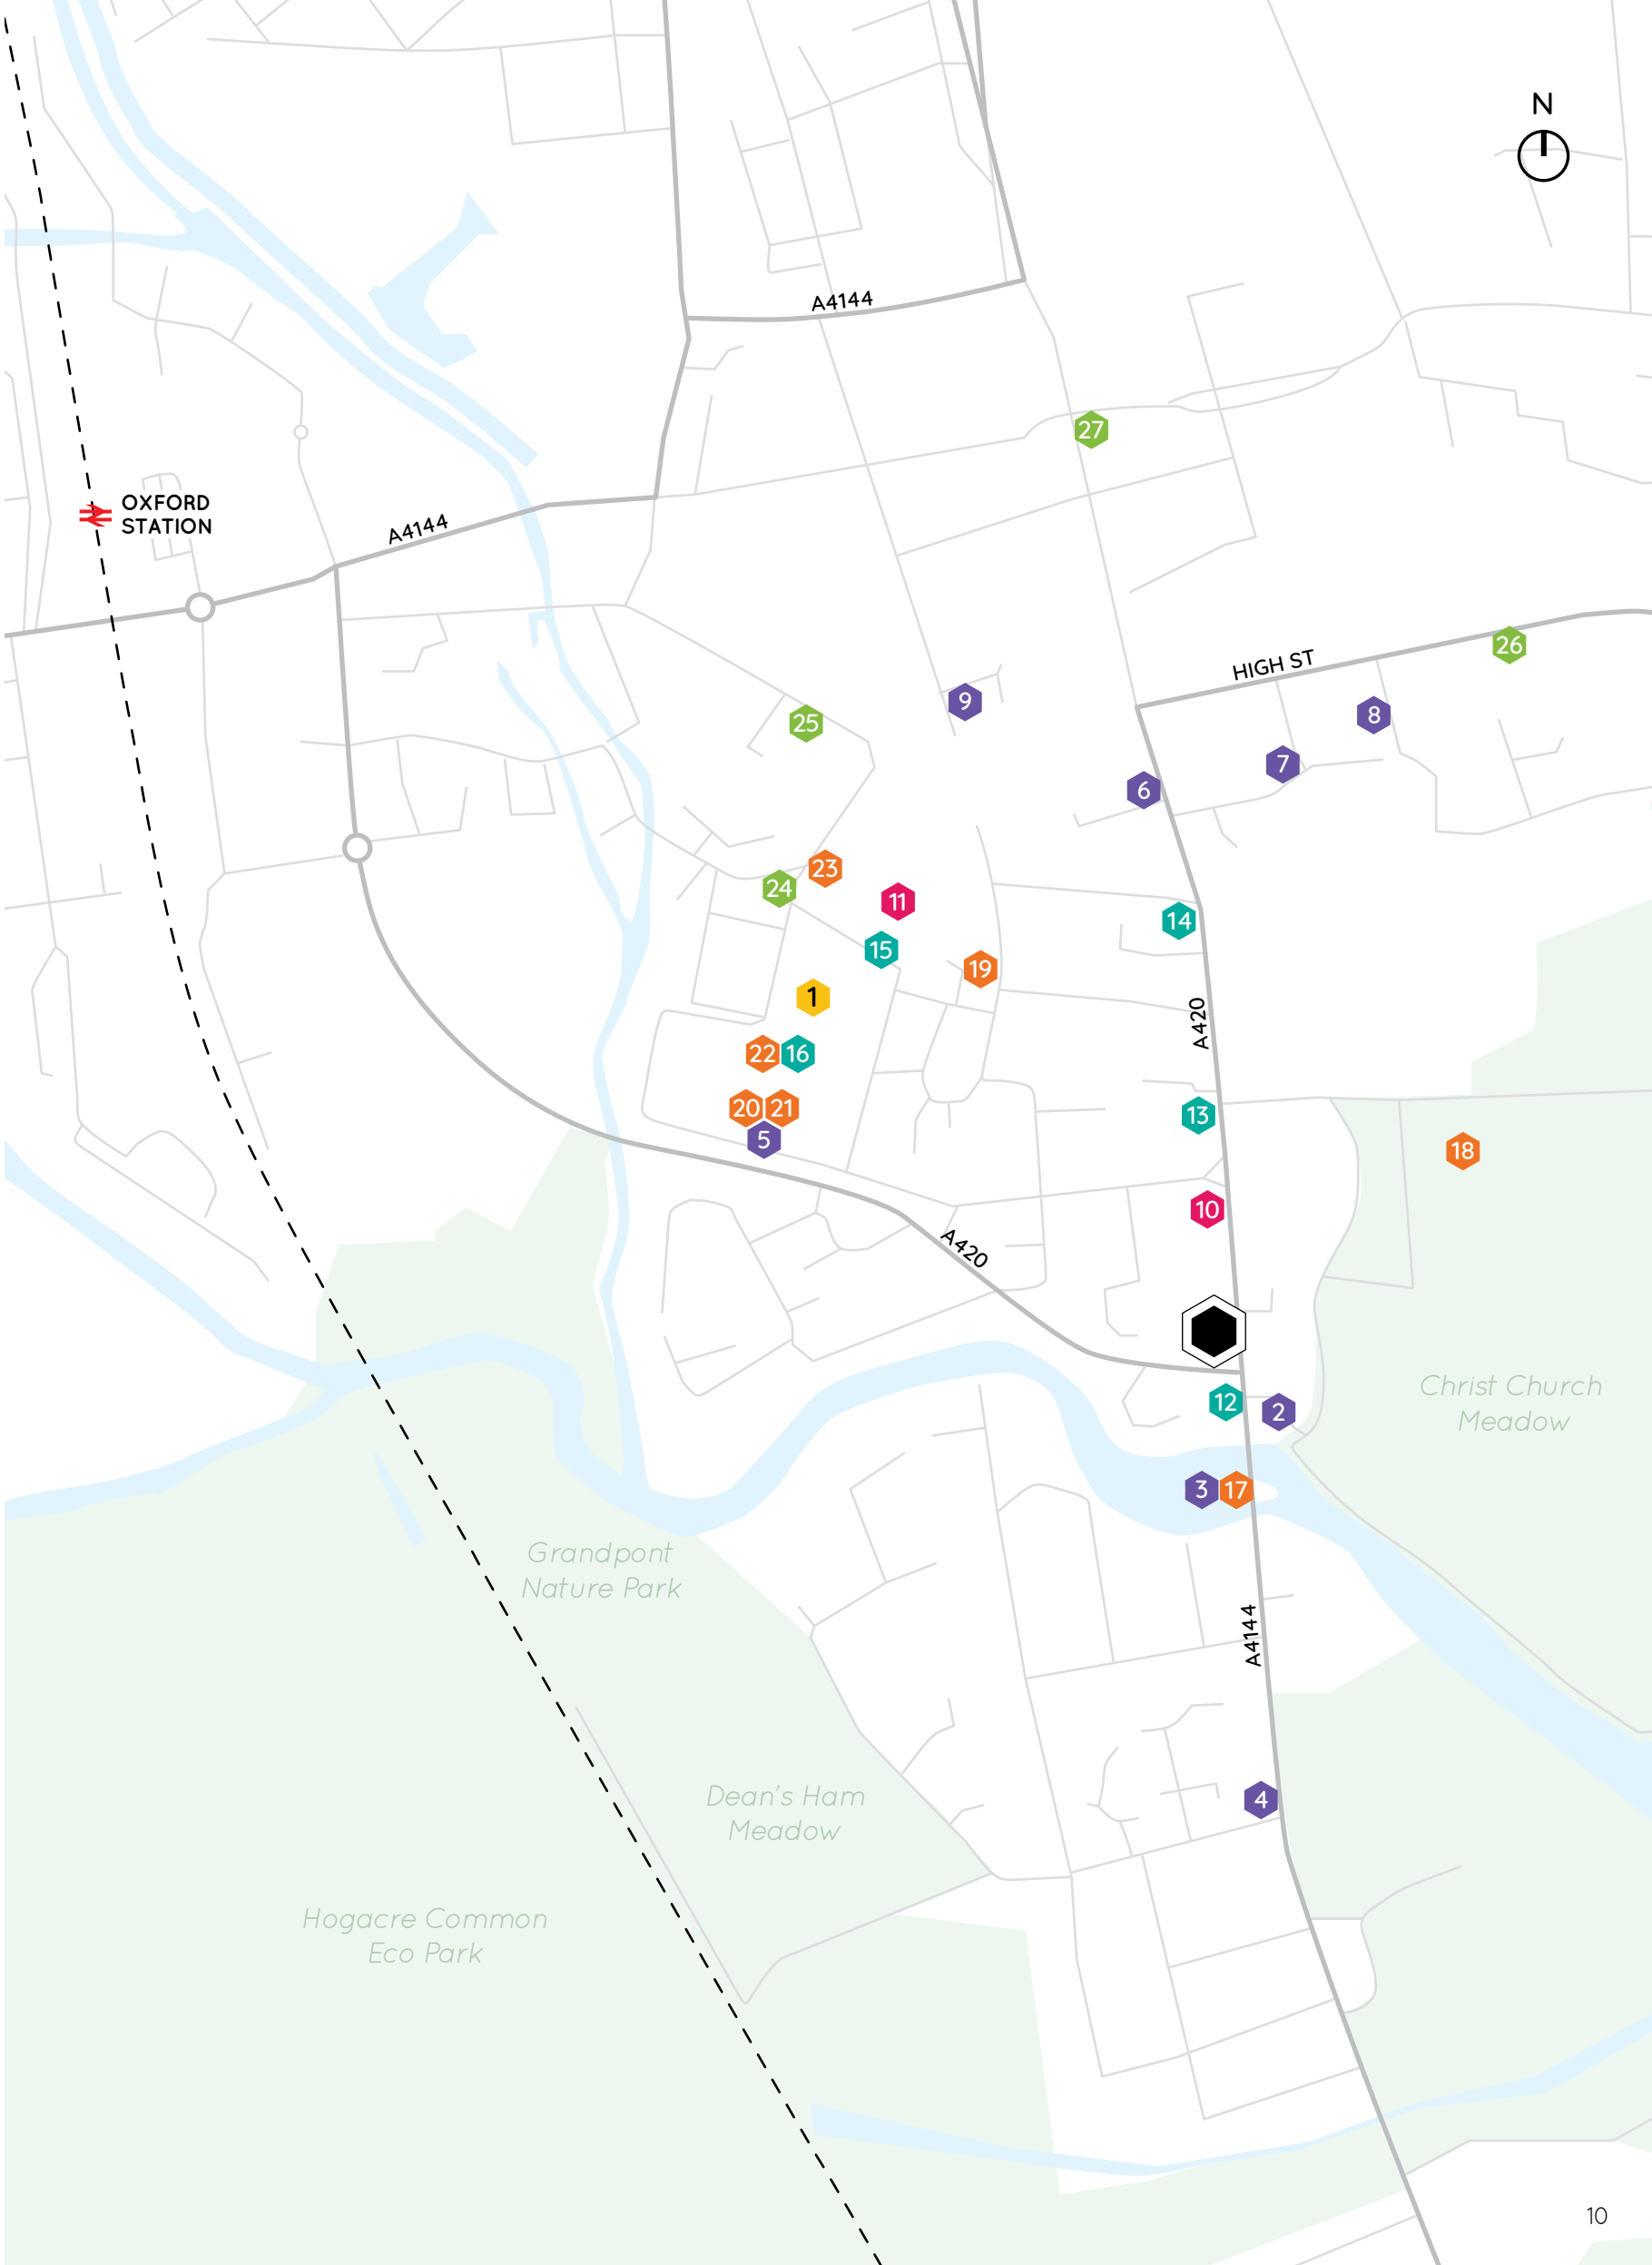 N
A4144
27
OXFORD
STATION
A4144
26
HIGH ST
9
8
25
7
6
23
24
11
14
15
19
1
A420
22
16
20
21
13
5
18
10
A420
Christ Church
Meadow
12
2
3
17
Grandpont
Nature Park
A4144
Dean's Ham
Meadow
4
Hogacre Common
Eco Park
10